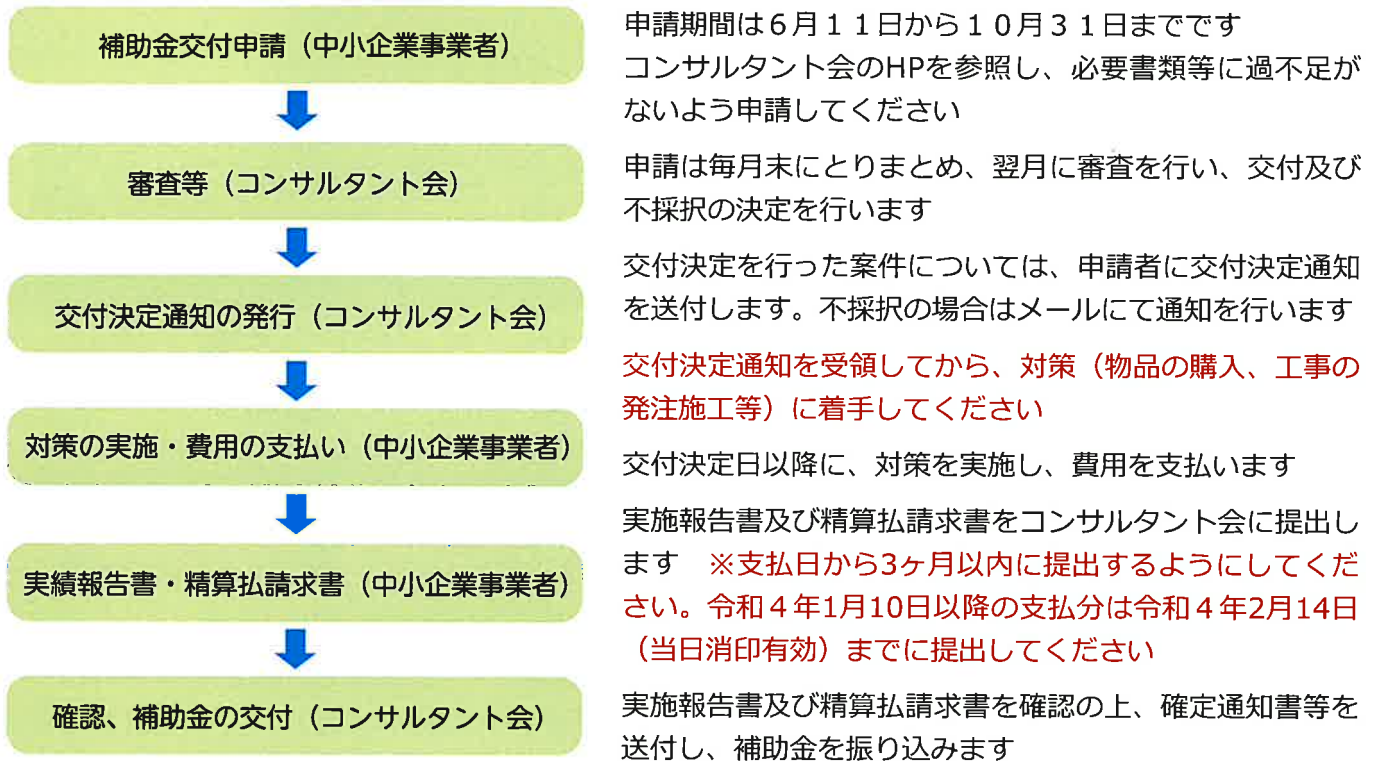 補助金交付申請（中小企業事業者）
申請期間は６月１１日から１０月３１日までです
コンサルタント会のHPを参照し、必要書類等に過不足が
ないよう申請してください
審査等（コンサルタント会）
申請は毎月末にとりまとめ、翌月に審査を行い、交付及び
不採択の決定を行います
交付決定通知の発行（コンサルタント会）
交付決定を行った案件については、申請者に交付決定通知
を送付します。不採択の場合はメールにて通知を行います
交付決定通知を受領してから、対策（物品の購入、工事の
発注施工等）に着手してください
対策の実施・費用の支払い（中小企業事業者）
交付決定日以降に、対策を実施し、費用を支払います
実績報告書・精算払請求書（中小企業事業者）
実施報告書及び精算払請求書をコンサルタント会に提出し
ます　※支払日から3ヶ月以内に提出するようにしてくだ
さい。令和４年1月10日以降の支払分は令和４年2月14日
（当日消印有効）までに提出してください
確認、補助金の交付（コンサルタント会）
実施報告書及び精算払請求書を確認の上、確定通知書等を
送付し、補助金を振り込みます